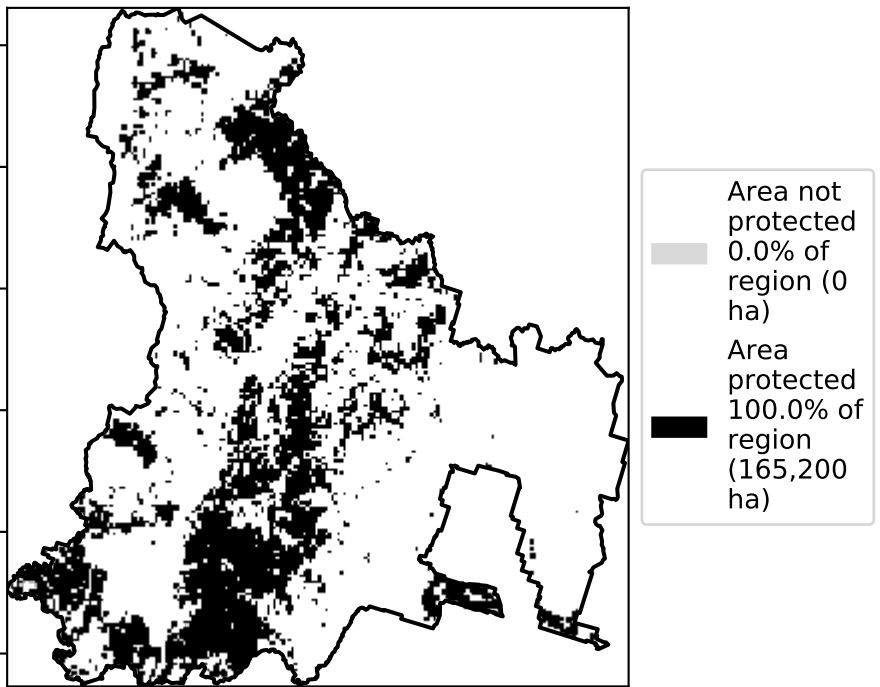 Area not
protected
0.0% of
region (0
ha)
Area
protected
100.0% of
region
(165,200
ha)